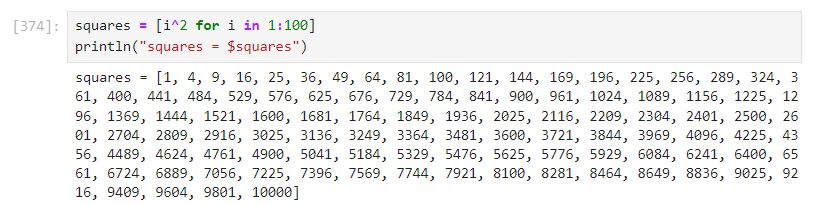 [374]: squares = [i^2 for i in 1:100]
println("squares = $squares")
squares = [1, 4, 9, 16, 25, 36, 49, 64, 81, 100, 121, 144, 169, 196, 225, 256, 289, 324, 3
61, 400, 441, 484, 529, 576, 625, 676, 729, 784, 841, 900, 961, 1024, 1089, 1156, 1225, 12
96, 1369, 1444, 1521, 1600, 1681, 1764, 1849, 1936, 2025, 2116, 2209, 2304, 2401, 2500, 26
01, 2704, 2809, 2916, 3025, 3136, 3249, 3364, 3481, 3600, 3721, 3844, 3969, 4096, 4225, 43
56, 4489, 4624, 4761, 4900, 5041, 5184, 5329, 5476, 5625, 5776, 5929, 6084, 6241, 6400, 65
61, 6724, 6889, 7056, 7225, 7396, 7569, 7744, 7921, 8100, 8281, 8464, 8649, 8836, 9025, 92
16, 9409, 9604, 9801, 10000]